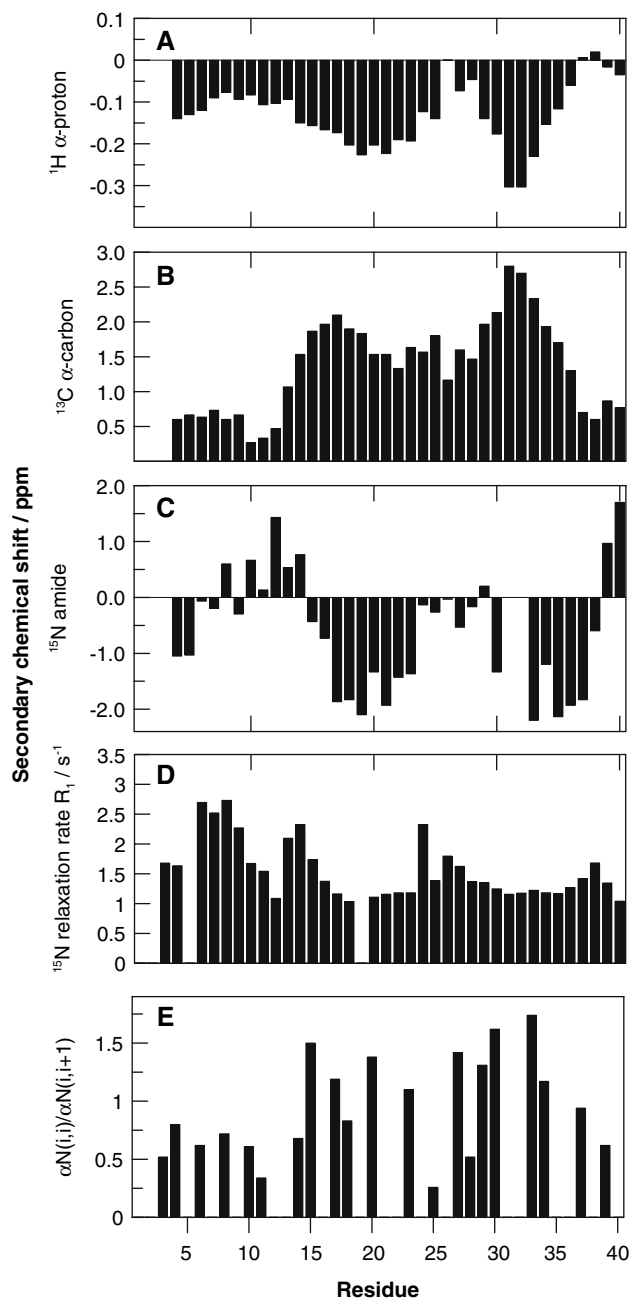 Secondary chemical shift / ppm
A
¹H α-proton
0.1
0
-0.1
-0.2
-0.3
B
¹³C α-carbon
3.0
2.5
2.0
1.5
1.0
0.5
C
¹⁵N amide
2.0
1.0
0.0
-1.0
-2.0
D
¹⁵N relaxation rate R₁ / s⁻¹
3.5
3
2.5
2
1.5
1
0.5
0
E
αN(i,i)/αN(i,i+1)
1.5
1
0.5
0
5 10 15 20 25 30 35 40
Residue